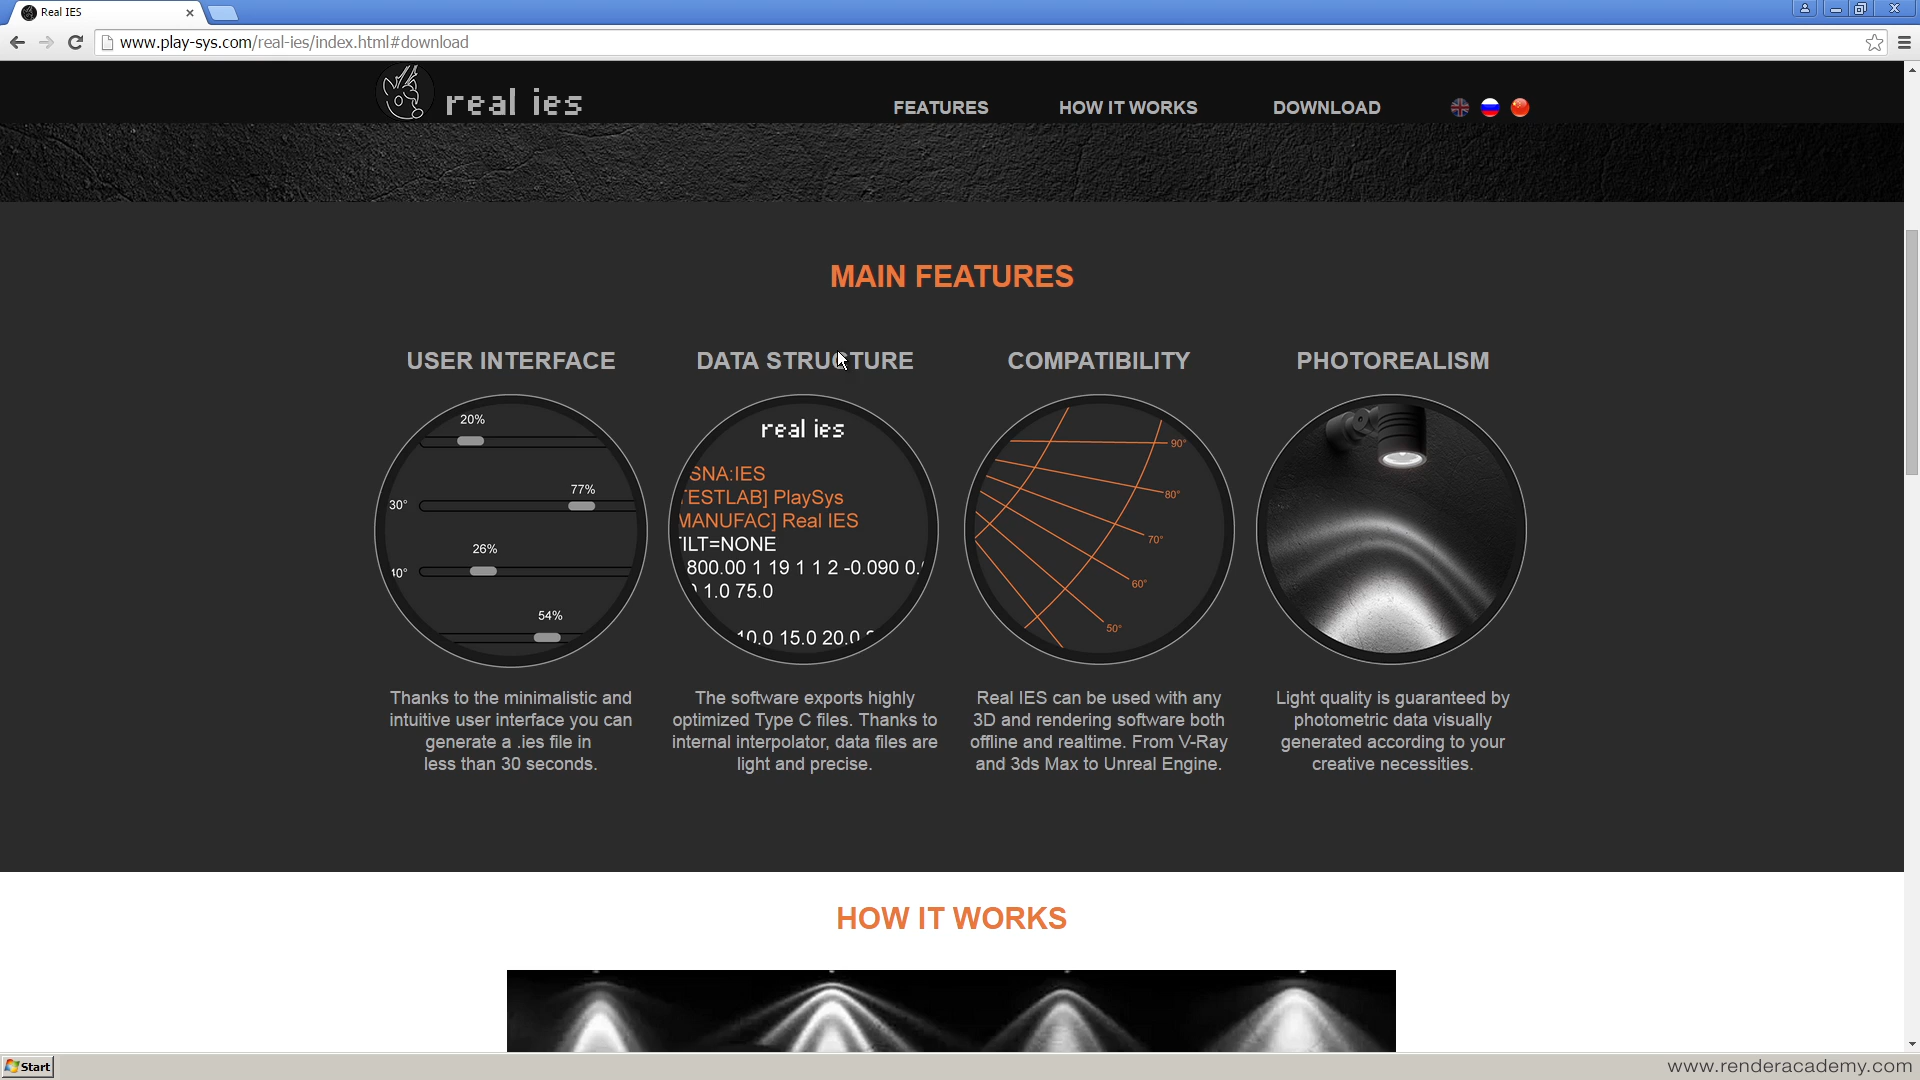 Real IES
www.play-sys.com/real-ies/index.html#download
real ies
FEATURES
HOW IT WORKS
DOWNLOAD
MAIN FEATURES
USER INTERFACE
20%
77%
30°
26%
40°
54%
Thanks to the minimalistic and
intuitive user interface you can
generate a .ies file in
less than 30 seconds.
DATA STRUCTURE
real ies
SNA:IES
TESTLAB] PlaySys
MANUFAC] Real IES
TILT=NONE
800.00 1 19 1 1 2 -0.090 0.
1.0 75.0
10.0 15.0 20.0
The software exports highly
optimized Type C files. Thanks to
internal interpolator, data files are
light and precise.
COMPATIBILITY
90°
80°
70°
60°
50°
Real IES can be used with any
3D and rendering software both
offline and realtime. From V-Ray
and 3ds Max to Unreal Engine.
PHOTOREALISM
Light quality is guaranteed by
photometric data visually
generated according to your
creative necessities.
HOW IT WORKS
Start
www.renderacademy.com